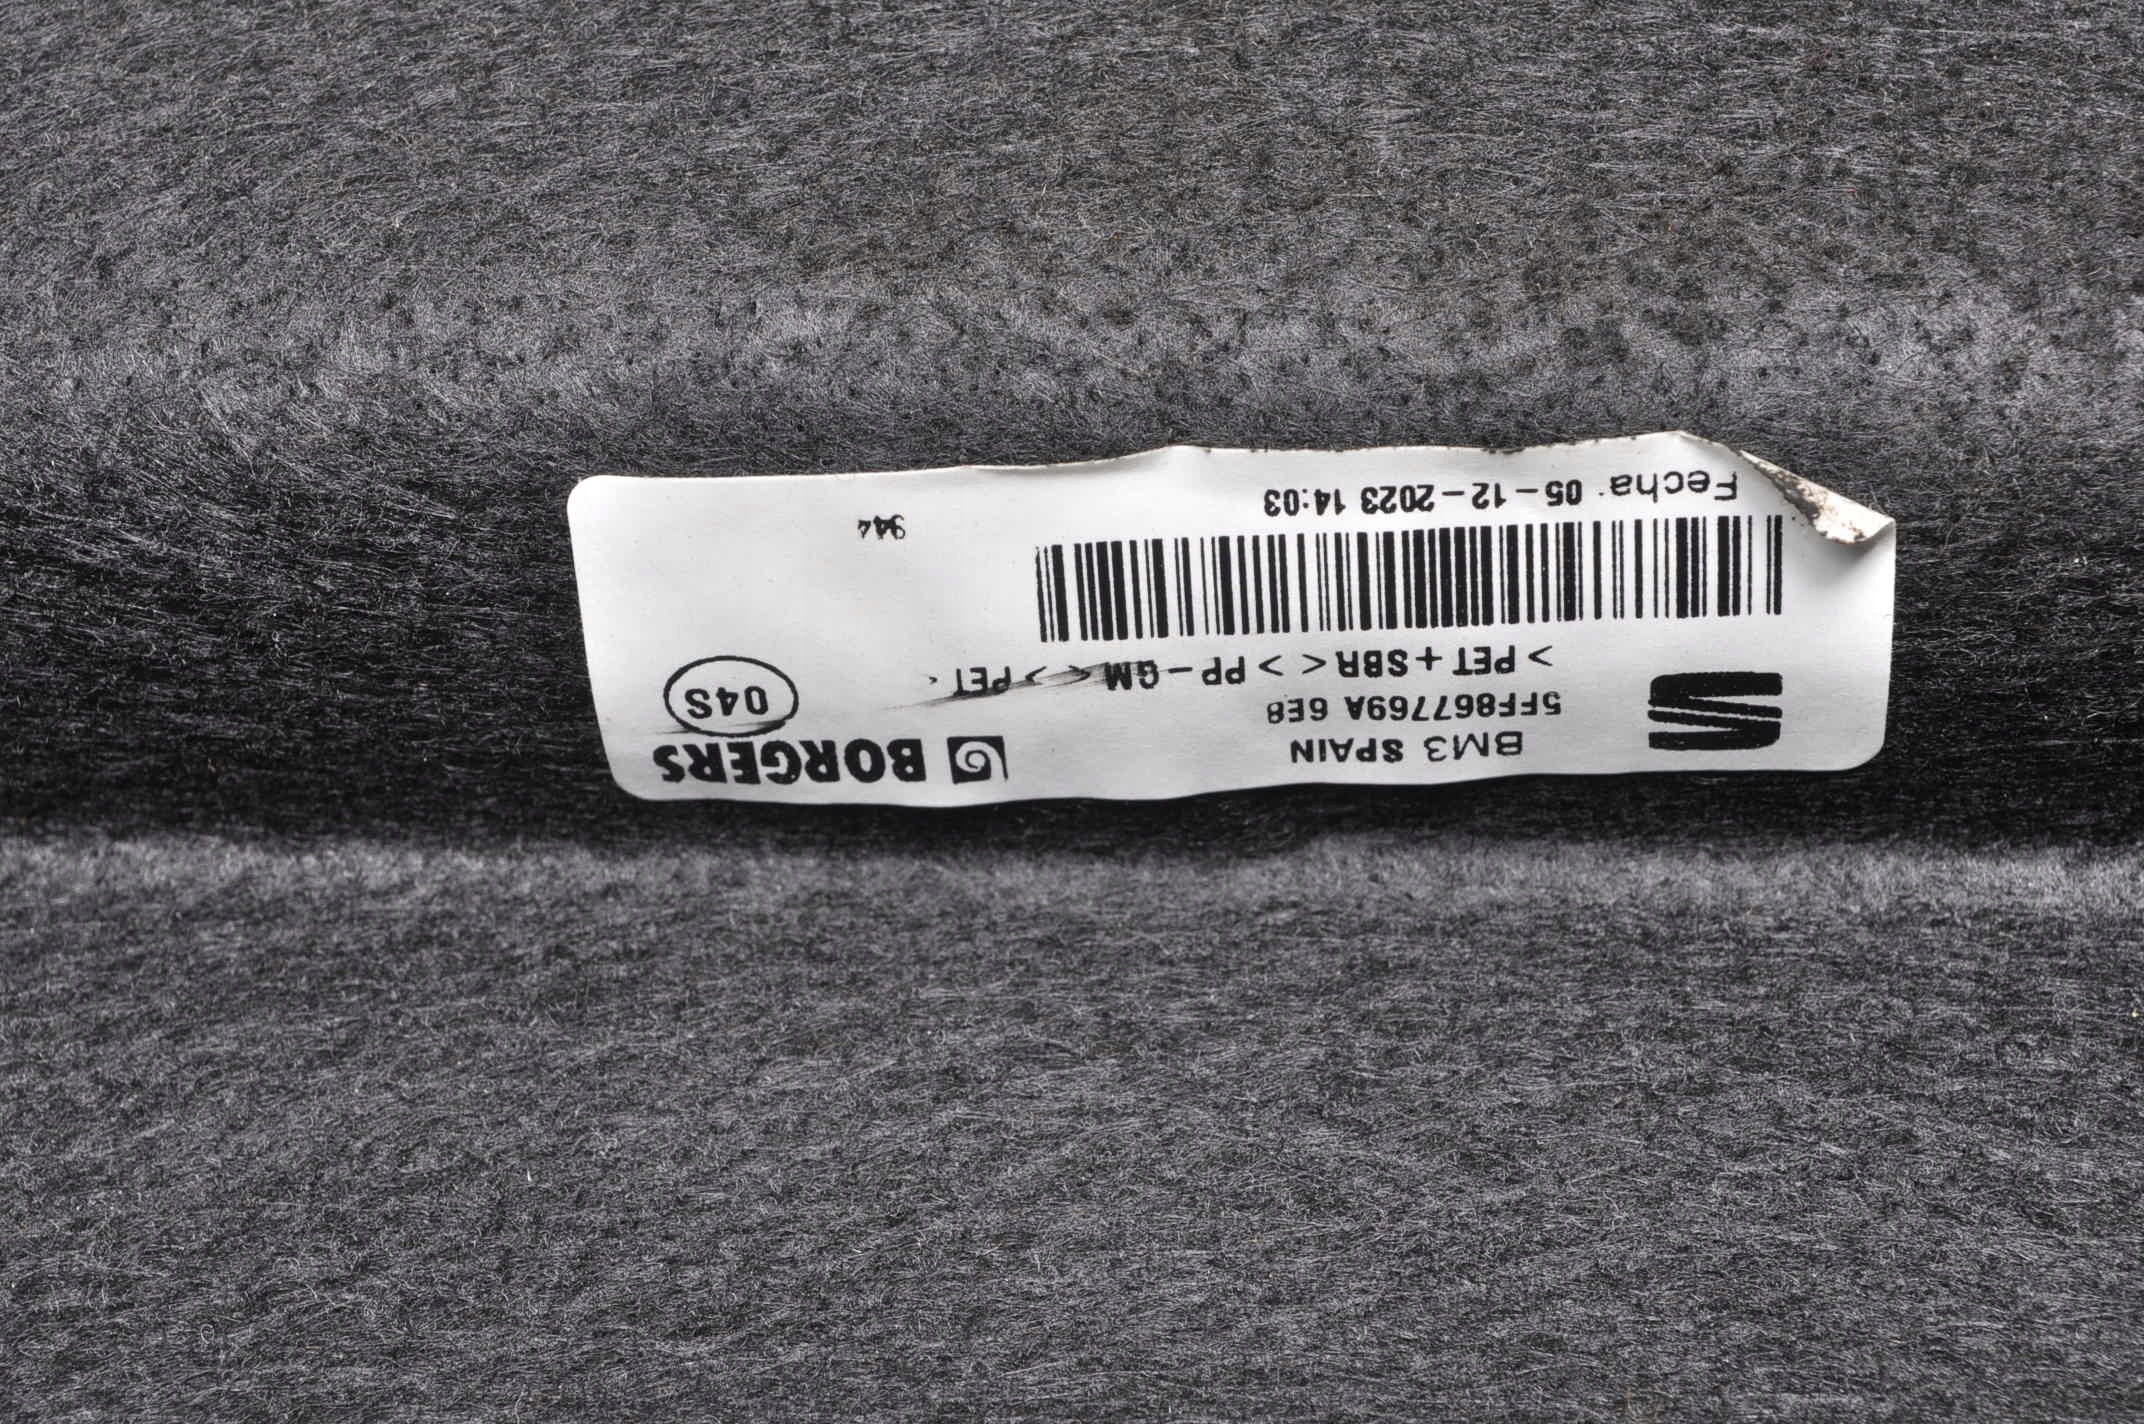 BM3 SPAIN
BORGERS
5FF867769A 6E8
04S
>PET+SBR< >PP-GM< >PET<
944
Fecha: 05-12-2023 14:03